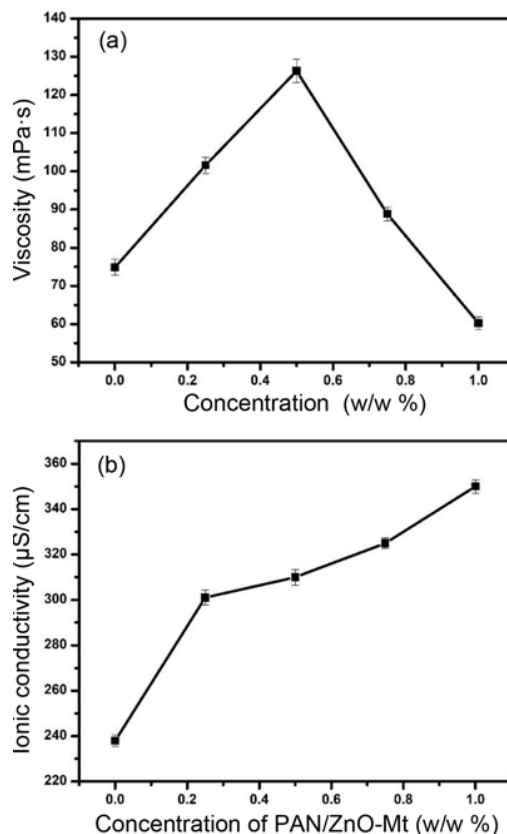 (a)
Viscosity (mPa·s)
140
130
120
110
100
90
80
70
60
50
0.0 0.2 0.4 0.6 0.8 1.0
Concentration (w/w %)
(b)
Ionic conductivity (µS/cm)
360
340
320
300
280
260
240
220
0.0 0.2 0.4 0.6 0.8 1.0
Concentration of PAN/ZnO-Mt (w/w %)